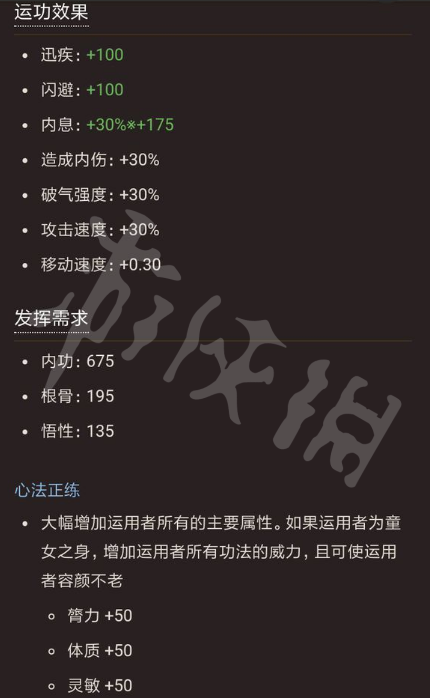 运功效果
迅疾: +100
闪避: +100
内息: +30%※+175
造成内伤: +30%
破气强度: +30%
攻击速度: +30%
移动速度: +0.30
发挥需求
内功: 675
根骨: 195
悟性: 135
心法正练
大幅增加运用者所有的主要属性。如果运用者为童
女之身，增加运用者所有功法的威力，且可使运用
者容颜不老
膂力 +50
体质 +50
灵敏 +50
游侠网